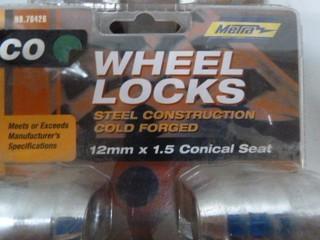 NO.76426
CO
Metra
WHEEL
LOCKS
STEEL CONSTRUCTION
COLD FORGED
Meets or Exceeds
Manufacturer's
Specifications
12mm x 1.5 Conical Seat